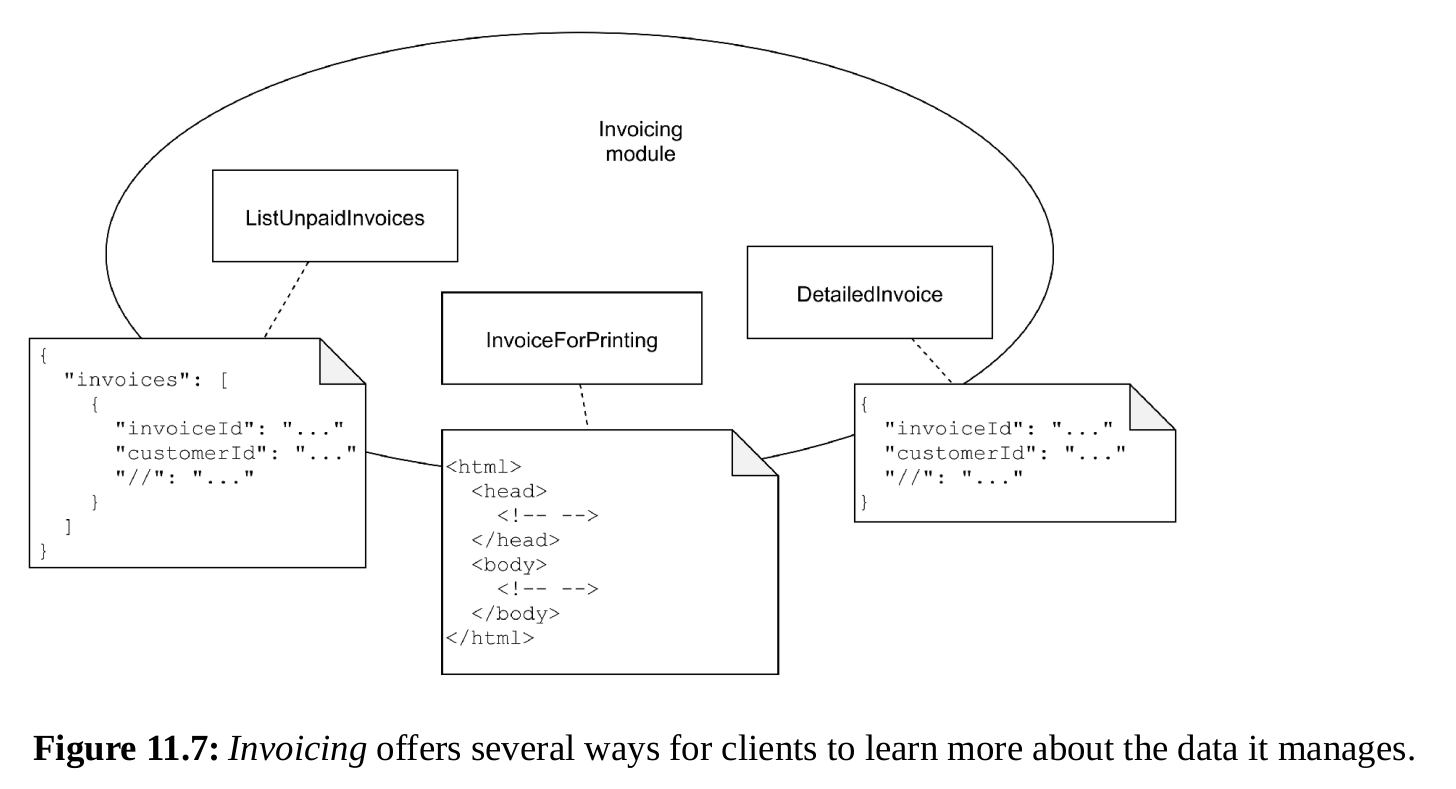 Invoicing
module
ListUnpaidInvoices
DetailedInvoice
InvoiceForPrinting
{
  "invoices": [
    {
      "invoiceId": "..."
      "customerId": "..."
      "//": "..."
    }
  ]
}
<html>
  <head>
    <!-- -->
  </head>
  <body>
    <!-- -->
  </body>
</html>
{
  "invoiceId": "..."
  "customerId": "..."
  "//": "..."
}
Figure 11.7: Invoicing offers several ways for clients to learn more about the data it manages.